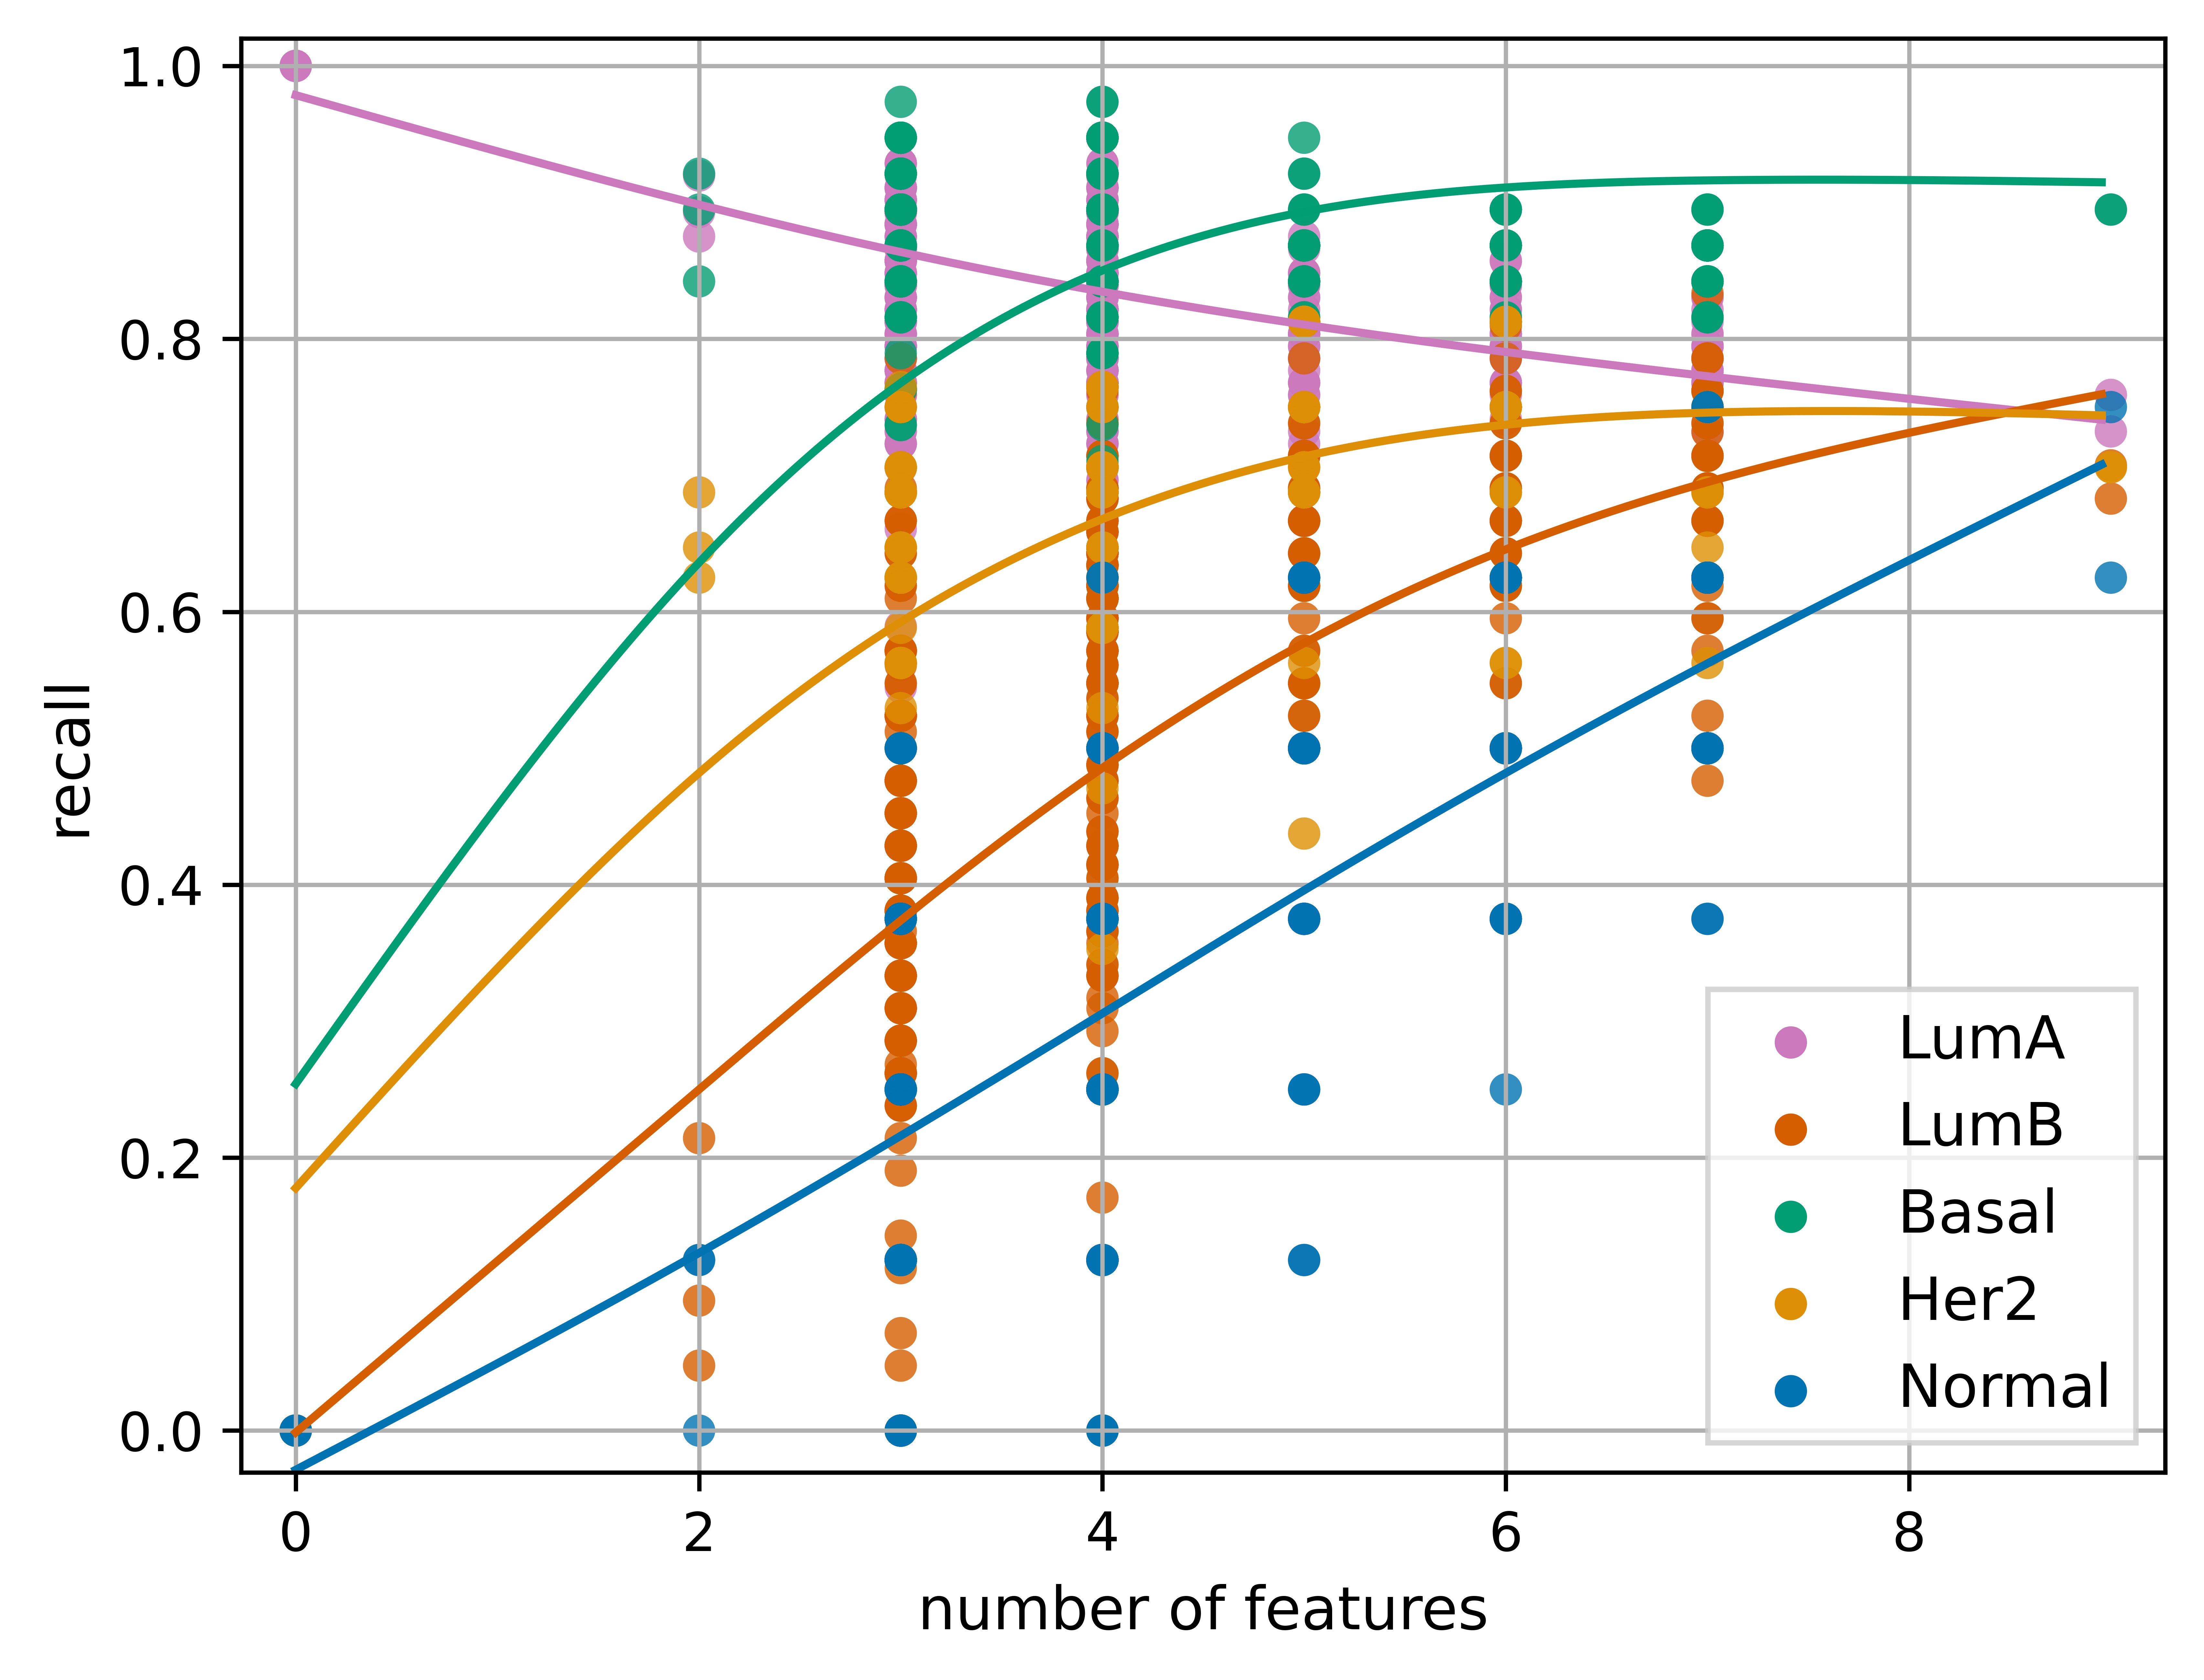 1.0
0.8
0.6
0.4
0.2
0.0
recall
0 2 4 6 8
number of features
LumA
LumB
Basal
Her2
Normal